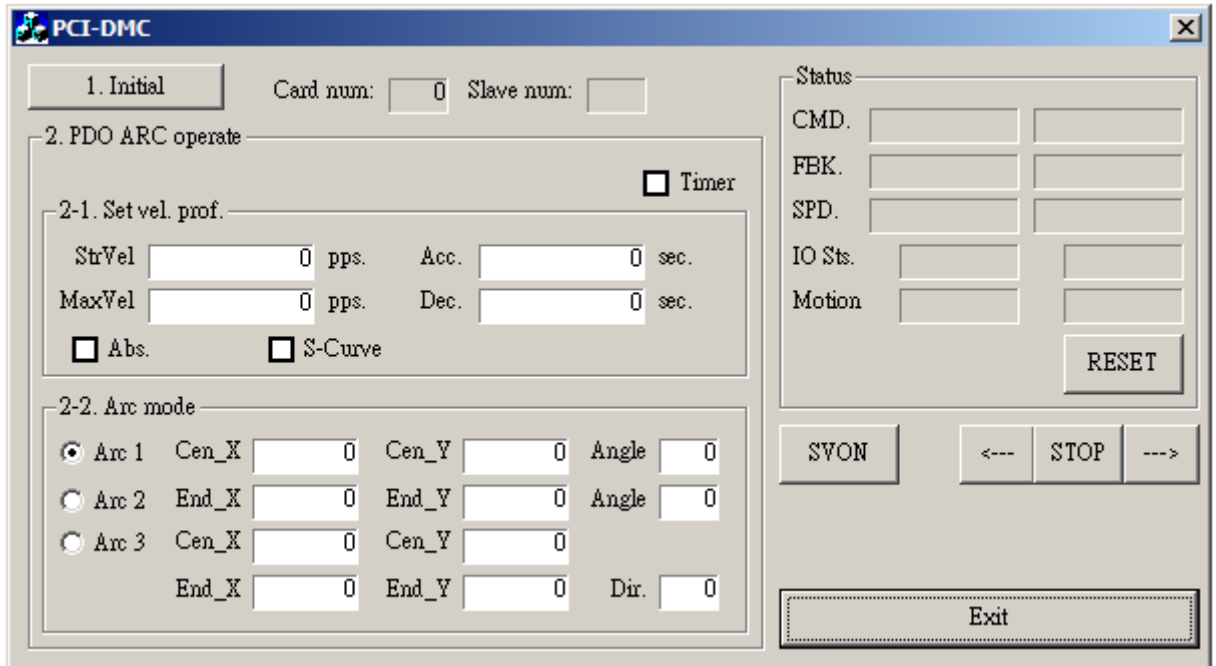 PCI-DMC
1. Initial Card num: 0 Slave num:
2. PDO ARC operate
Timer
2-1. Set vel. prof.
StrVel 0 pps. Acc. 0 sec.
MaxVel 0 pps. Dec. 0 sec.
Abs. S-Curve
2-2. Arc mode
Arc 1 Cen_X 0 Cen_Y 0 Angle 0
Arc 2 End_X 0 End_Y 0 Angle 0
Arc 3 Cen_X 0 Cen_Y 0
End_X 0 End_Y 0 Dir. 0
Status
CMD.
FBK.
SPD.
IO Sts.
Motion
RESET
SVON <--- STOP --->
Exit